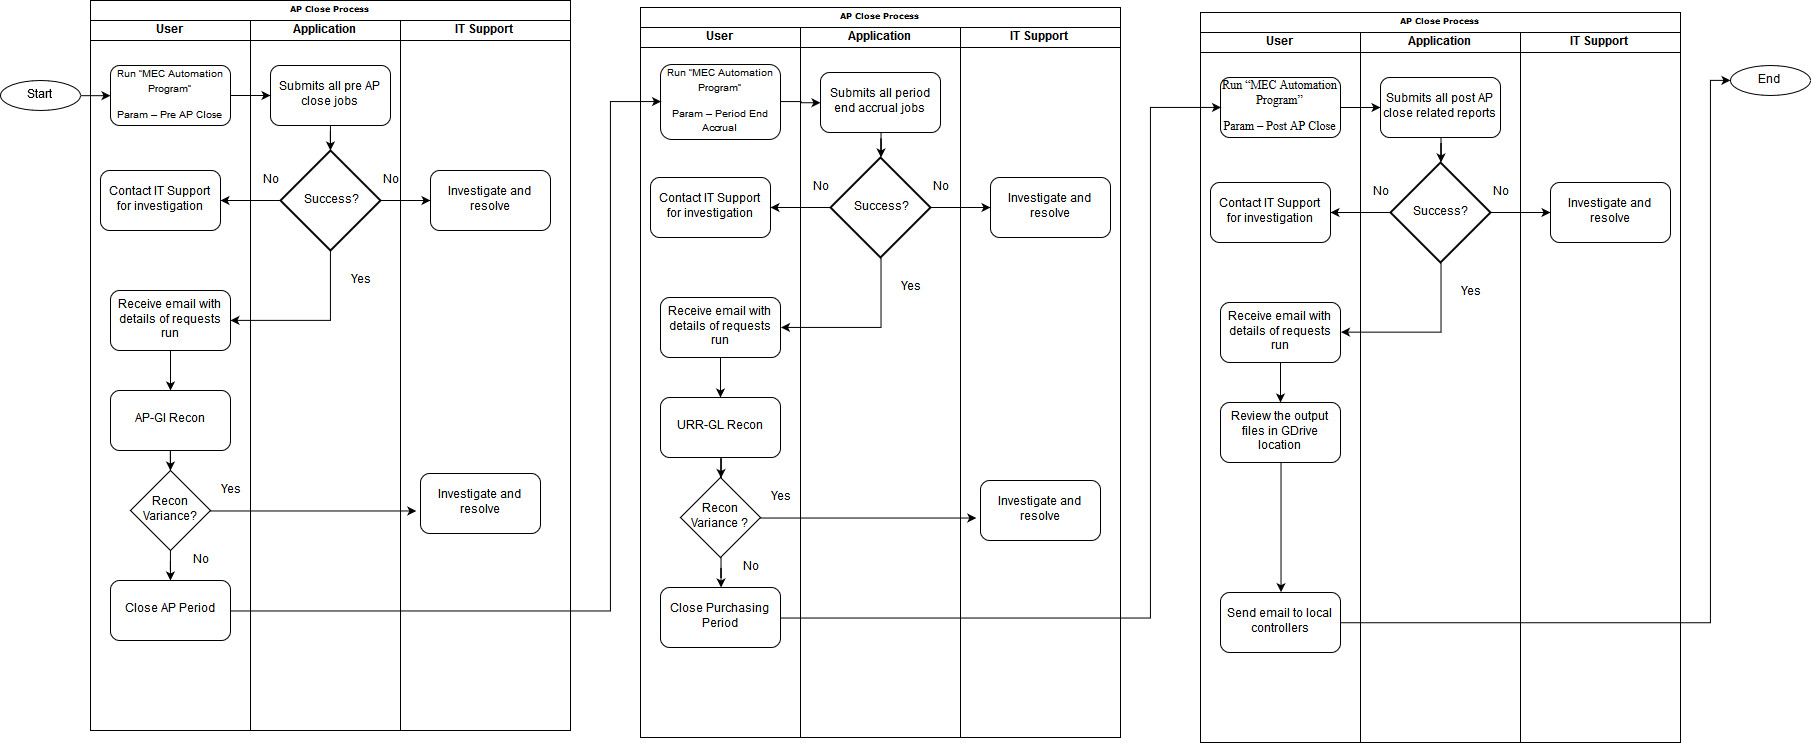 Start
AP Close Process
User
Application
IT Support
Run “MEC Automation
Program”
Param – Pre AP Close
Submits all pre AP
close jobs
Contact IT Support
for investigation
No
Success?
No
Investigate and
resolve
Yes
Receive email with
details of requests
run
AP-Gl Recon
Recon
Variance?
Yes
Investigate and
resolve
No
Close AP Period
AP Close Process
User
Application
IT Support
Run “MEC Automation
Program”
Param – Period End
Accrual
Submits all period
end accrual jobs
Contact IT Support
for investigation
No
Success?
No
Investigate and
resolve
Yes
Receive email with
details of requests
run
URR-GL Recon
Recon
Variance ?
Yes
Investigate and
resolve
No
Close Purchasing
Period
AP Close Process
User
Application
IT Support
Run “MEC Automation
Program”
Param – Post AP Close
Submits all post AP
close related reports
Contact IT Support
for investigation
No
Success?
No
Investigate and
resolve
Yes
Receive email with
details of requests
run
Review the output
files in GDrive
location
Send email to local
controllers
End